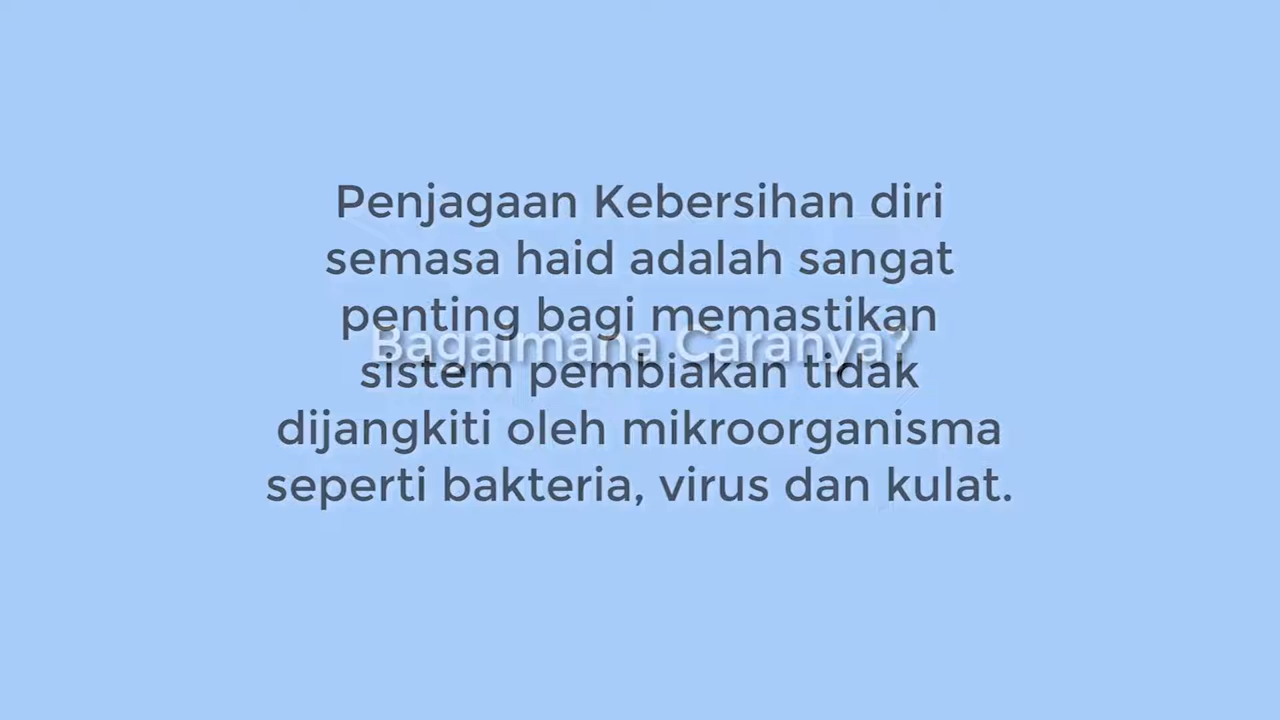 Penjagaan Kebersihan diri
semasa haid adalah sangat
penting bagi memastikan
Bagaimana Caranya?
sistem pembiakan tidak
dijangkiti oleh mikroorganisma
seperti bakteria, virus dan kulat.